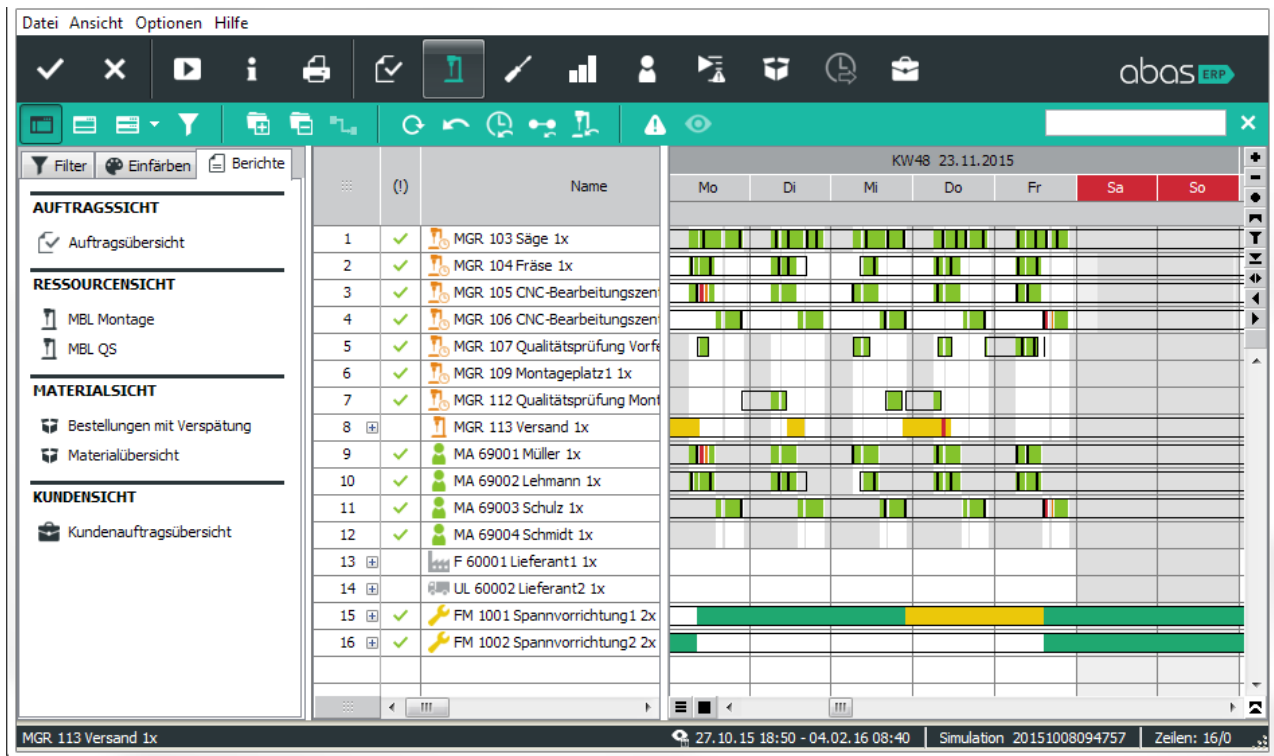 Datei Ansicht Optionen Hilfe
abas ERP
Filter Einfärben Berichte
AUFTRAGSSICHT
Auftragsübersicht
RESSOURCENSICHT
MBL Montage
MBL QS
MATERIALSICHT
Bestellungen mit Verspätung
Materialübersicht
KUNDENSICHT
Kundenauftragsübersicht
(!) Name
KW48 23.11.2015
Mo Di Mi Do Fr Sa So
1 MGR 103 Säge 1x
2 MGR 104 Fräse 1x
3 MGR 105 CNC-Bearbeitungszen
4 MGR 106 CNC-Bearbeitungszen
5 MGR 107 Qualitätsprüfung Vorfe
6 MGR 109 Montageplatz1 1x
7 MGR 112 Qualitätsprüfung Mont
8 MGR 113 Versand 1x
9 MA 69001 Müller 1x
10 MA 69002 Lehmann 1x
11 MA 69003 Schulz 1x
12 MA 69004 Schmidt 1x
13 F 60001 Lieferant1 1x
14 UL 60002 Lieferant2 1x
15 FM 1001 Spannvorrichtung1 2x
16 FM 1002 Spannvorrichtung2 2x
MGR 113 Versand 1x
27.10.15 18:50 - 04.02.16 08:40
Simulation 20151008094757
Zeilen: 16/0